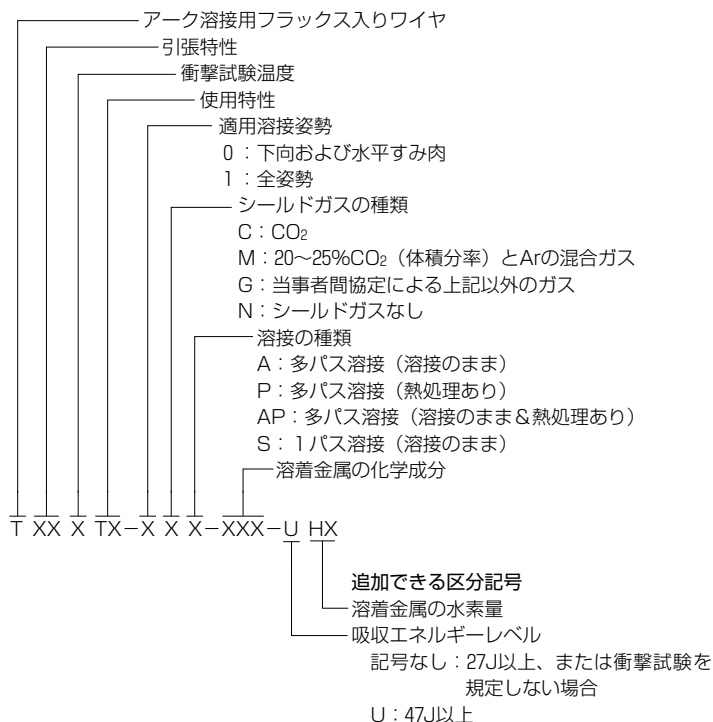 アーク溶接用フラックス入りワイヤ
引張特性
衝撃試験温度
使用特性
適用溶接姿勢
0：下向および水平すみ肉
1：全姿勢
シールドガスの種類
C：CO₂
M：20〜25%CO₂（体積分率）とArの混合ガス
G：当事者間協定による上記以外のガス
N：シールドガスなし
溶接の種類
A：多パス溶接（溶接のまま）
P：多パス溶接（熱処理あり）
AP：多パス溶接（溶接のまま＆熱処理あり）
S：１パス溶接（溶接のまま）
溶着金属の化学成分
T XX X TX−X X X−XXX−U HX
追加できる区分記号
溶着金属の水素量
吸収エネルギーレベル
記号なし：27J以上、または衝撃試験を
規定しない場合
U：47J以上